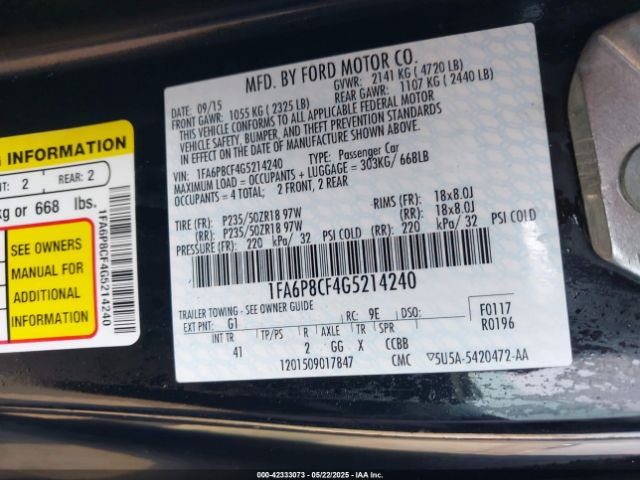 MFD. BY FORD MOTOR CO.
DATE: 09/15 GVWR: 2141 KG ( 4720 LB)
FRONT GAWR: 1055 KG ( 2325 LB) REAR GAWR: 1107 KG ( 2440 LB)
THIS VEHICLE CONFORMS TO ALL APPLICABLE FEDERAL MOTOR
VEHICLE SAFETY, BUMPER, AND THEFT PREVENTION STANDARDS
IN EFFECT ON THE DATE OF MANUFACTURE SHOWN ABOVE.
VIN: 1FA6P8CF4G5214240 TYPE: Passenger Car
MAXIMUM LOAD = OCCUPANTS + LUGGAGE = 303KG/ 668LB
OCCUPANTS = 4 TOTAL; 2 FRONT, 2 REAR
TIRE (FR): P235/50ZR18 97W RIMS (FR): 18x8.0J
(RR): P235/50ZR18 97W (RR): 18x8.0J
PRESSURE (FR): 220 kPa/ 32 PSI COLD (RR): 220 kPa/ 32 PSI COLD
1FA6P8CF4G5214240
TRAILER TOWING - SEE OWNER GUIDE
EXT PNT: G1 RC: 9E DSO: F0117
INT TR TP/PS R AXLE TR SPR R0196
41 2 GG X CCBB
1201509017847 CMC 5U5A-5420472-AA
INFORMATION
T: 2 REAR: 2
kg or 668 lbs.
SEE OWNERS
MANUAL FOR
ADDITIONAL
INFORMATION
1FA6P8CF4G5214240
000-42333073 - 05/22/2025 - IAA, Inc.